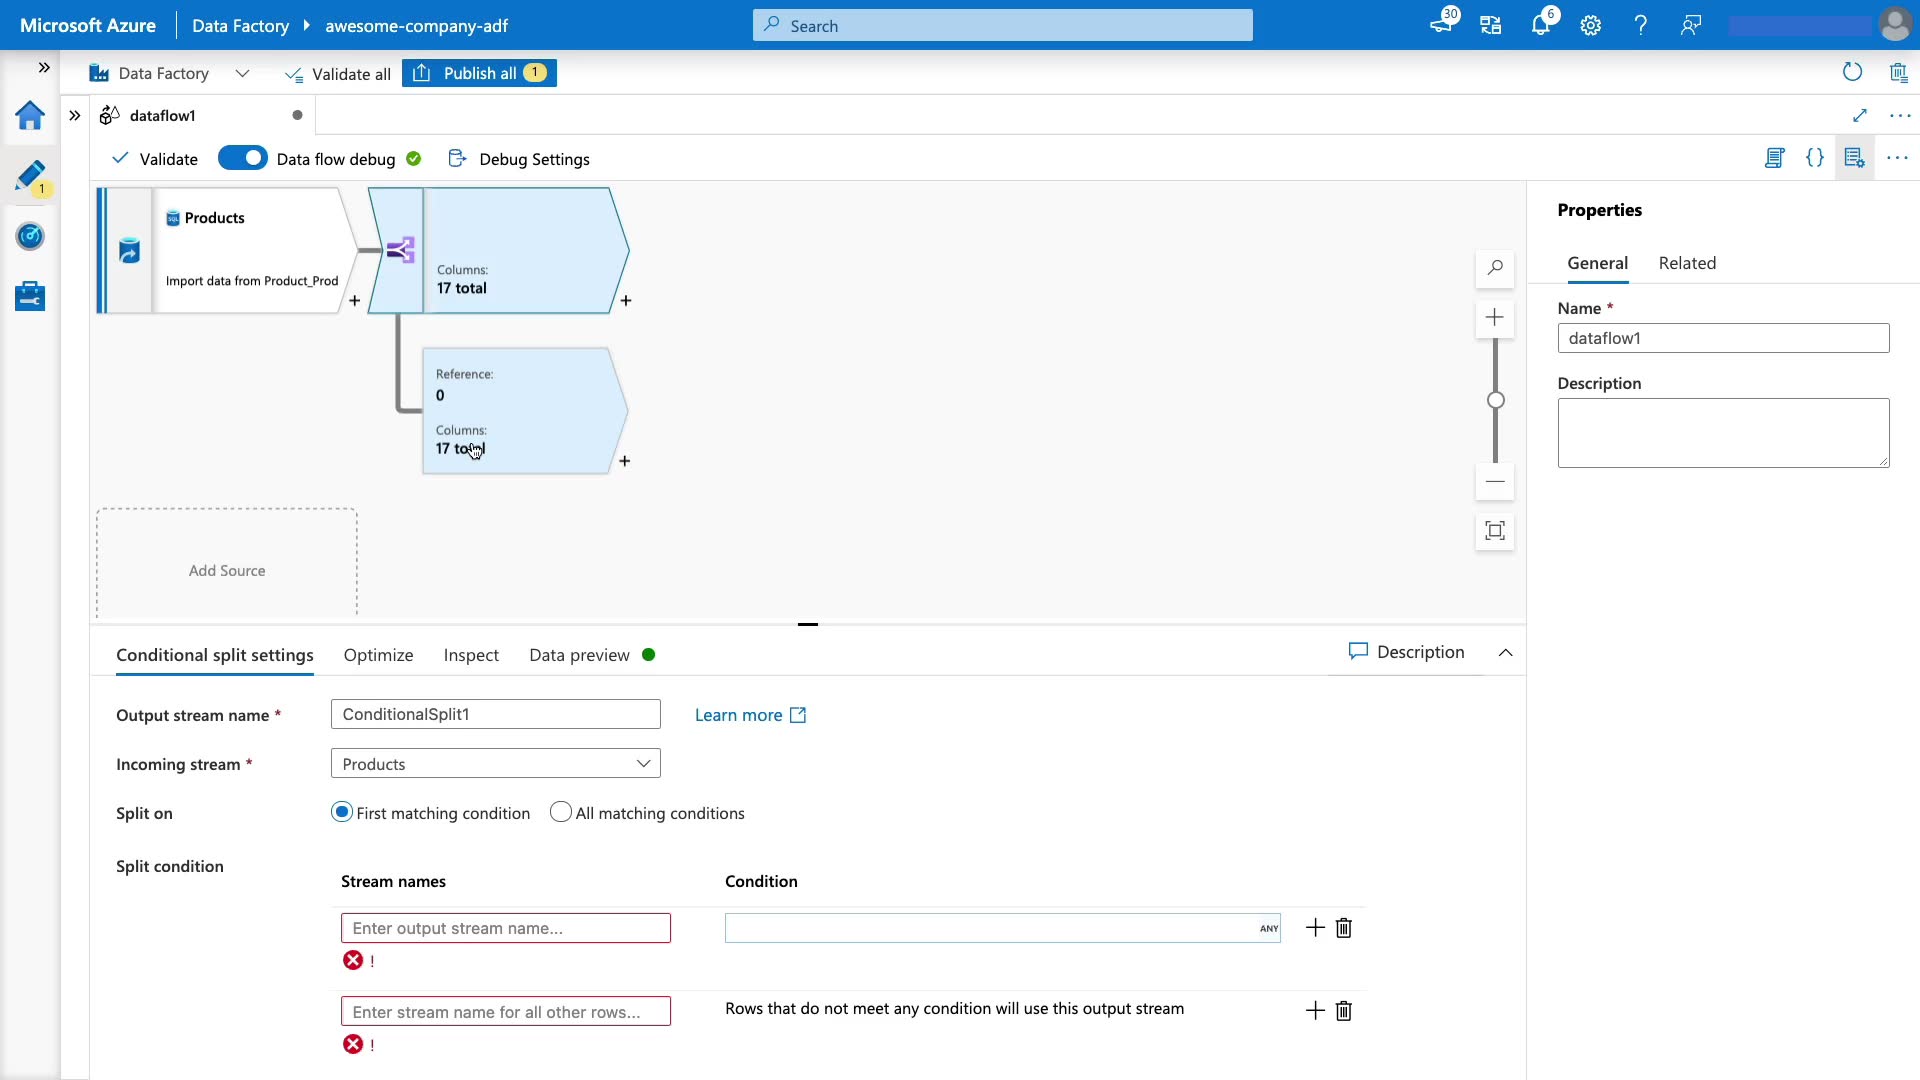 Microsoft Azure Data Factory awesome-company-adf Search 30 6
Data Factory Validate all Publish all 1
dataflow1
Validate Data flow debug Debug Settings
1
Products
Import data from Product_Prod
Columns:
17 total
Reference:
0
Columns:
17 total
Add Source
Properties
General Related
Name *
dataflow1
Description
Conditional split settings Optimize Inspect Data preview Description
Output stream name * ConditionalSplit1 Learn more
Incoming stream * Products
Split on First matching condition All matching conditions
Split condition
Stream names Condition
Enter output stream name... ANY
!
Enter stream name for all other rows... Rows that do not meet any condition will use this output stream
!